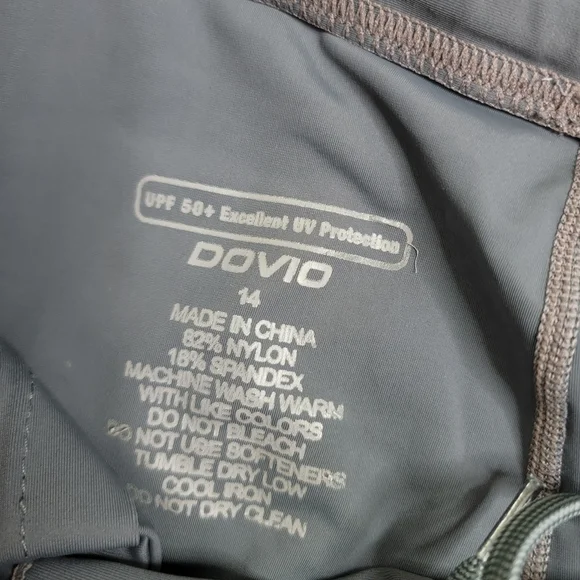 UPF 50+ Excellent UV Protection
DOVIO
14
MADE IN CHINA
82% NYLON
18% SPANDEX
MACHINE WASH WARM
WITH LIKE COLORS
DO NOT BLEACH
DO NOT USE SOFTENERS
TUMBLE DRY LOW
COOL IRON
DO NOT DRY CLEAN